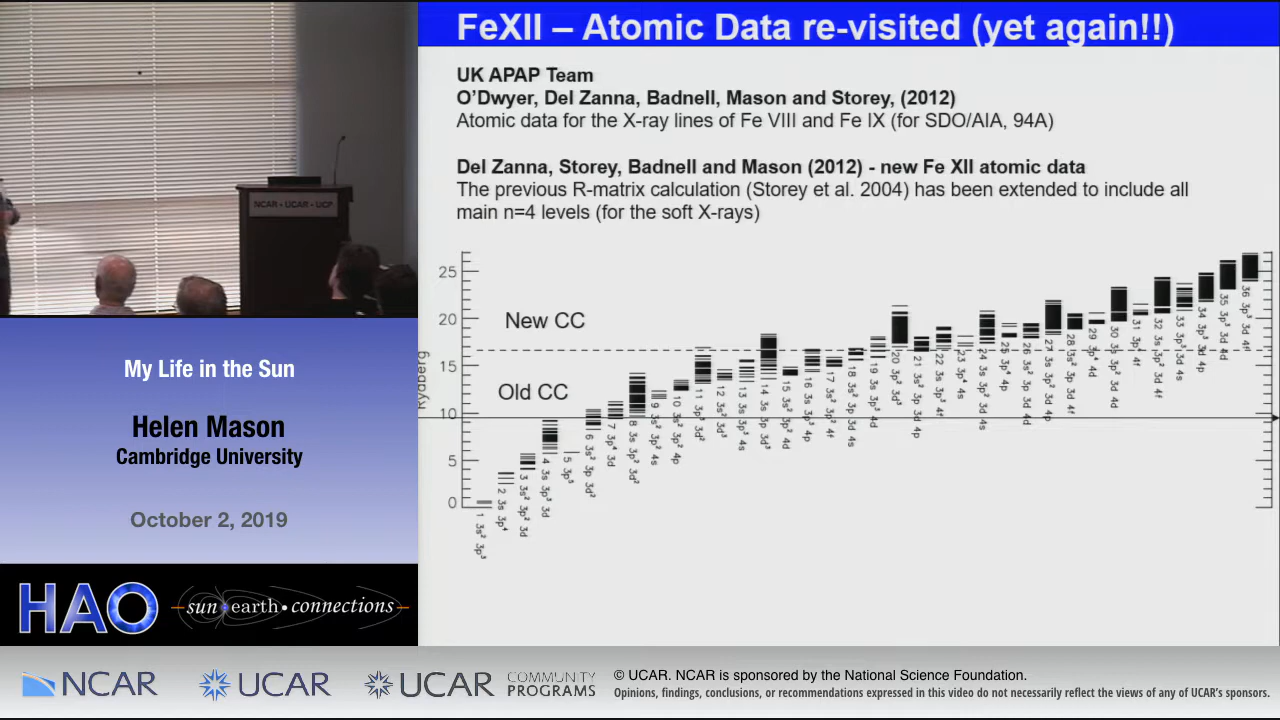 FeXII – Atomic Data re-visited (yet again!!)
UK APAP Team
O'Dwyer, Del Zanna, Badnell, Mason and Storey, (2012)
Atomic data for the X-ray lines of Fe VIII and Fe IX (for SDO/AIA, 94A)
Del Zanna, Storey, Badnell and Mason (2012) - new Fe XII atomic data
The previous R-matrix calculation (Storey et al. 2004) has been extended to include all
main n=4 levels (for the soft X-rays)
NCAR • UCAR - UCP
25
20
15
10
5
0
New CC
Old CC
1 3s² 3p³
2 3s 3p⁴
3 3s² 3p² 3d
4 3s 3p³ 3d
5 3p⁵
6 3s² 3p 3d²
7 3p⁴ 3d
8 3s 3p² 3d²
9 3s² 3p² 4s
10 3s² 3p² 4p
11 3p³ 3d²
12 3s² 3d³
13 3s 3p³ 4s
14 3s 3p 3d³
15 3s² 3p² 4d
16 3s 3p³ 4p
17 3s² 3p² 4f
18 3s² 3p 3d 4s
19 3s 3p³ 4d
20 3p² 3d³
21 3s² 3p 3d 4p
22 3s 3p³ 4f
23 3p⁴ 4s
24 3s 3p² 3d 4s
25 3p⁴ 4p
26 3s² 3p 3d 4d
27 3s 3p² 3d 4p
28 3s² 3p 3d 4f
29 3p⁴ 4d
30 3s 3p² 3d 4d
31 3p⁴ 4f
32 3s 3p² 3d 4f
33 3p³ 3d 4s
34 3p³ 3d 4p
35 3p³ 3d 4d
36 3p³ 3d 4f
My Life in the Sun
Helen Mason
Cambridge University
October 2, 2019
HAO
sun•earth•connections
NCAR
UCAR
UCAR
COMMUNITY
PROGRAMS
© UCAR. NCAR is sponsored by the National Science Foundation.
Opinions, findings, conclusions, or recommendations expressed in this video do not necessarily reflect the views of any of UCAR's sponsors.